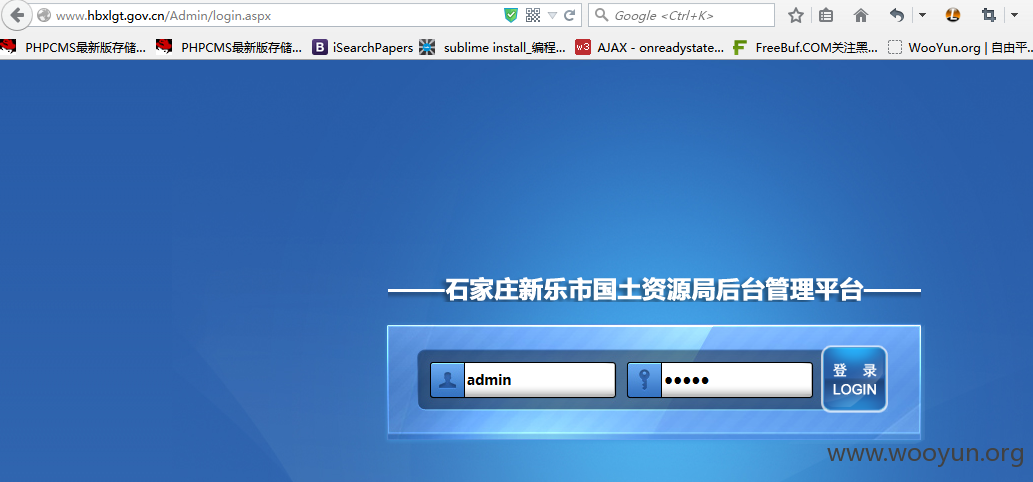 www.hbxlgt.gov.cn/Admin/login.aspx
Google <Ctrl+K>
PHPCMS最新版存储...
PHPCMS最新版存储...
B
iSearchPapers
sublime install_编程...
w3
AJAX - onreadystate...
FreeBuf.COM关注黑...
WooYun.org | 自由平...
石家庄新乐市国土资源局后台管理平台
admin
●●●●●
登 录
LOGIN
www.wooyun.org